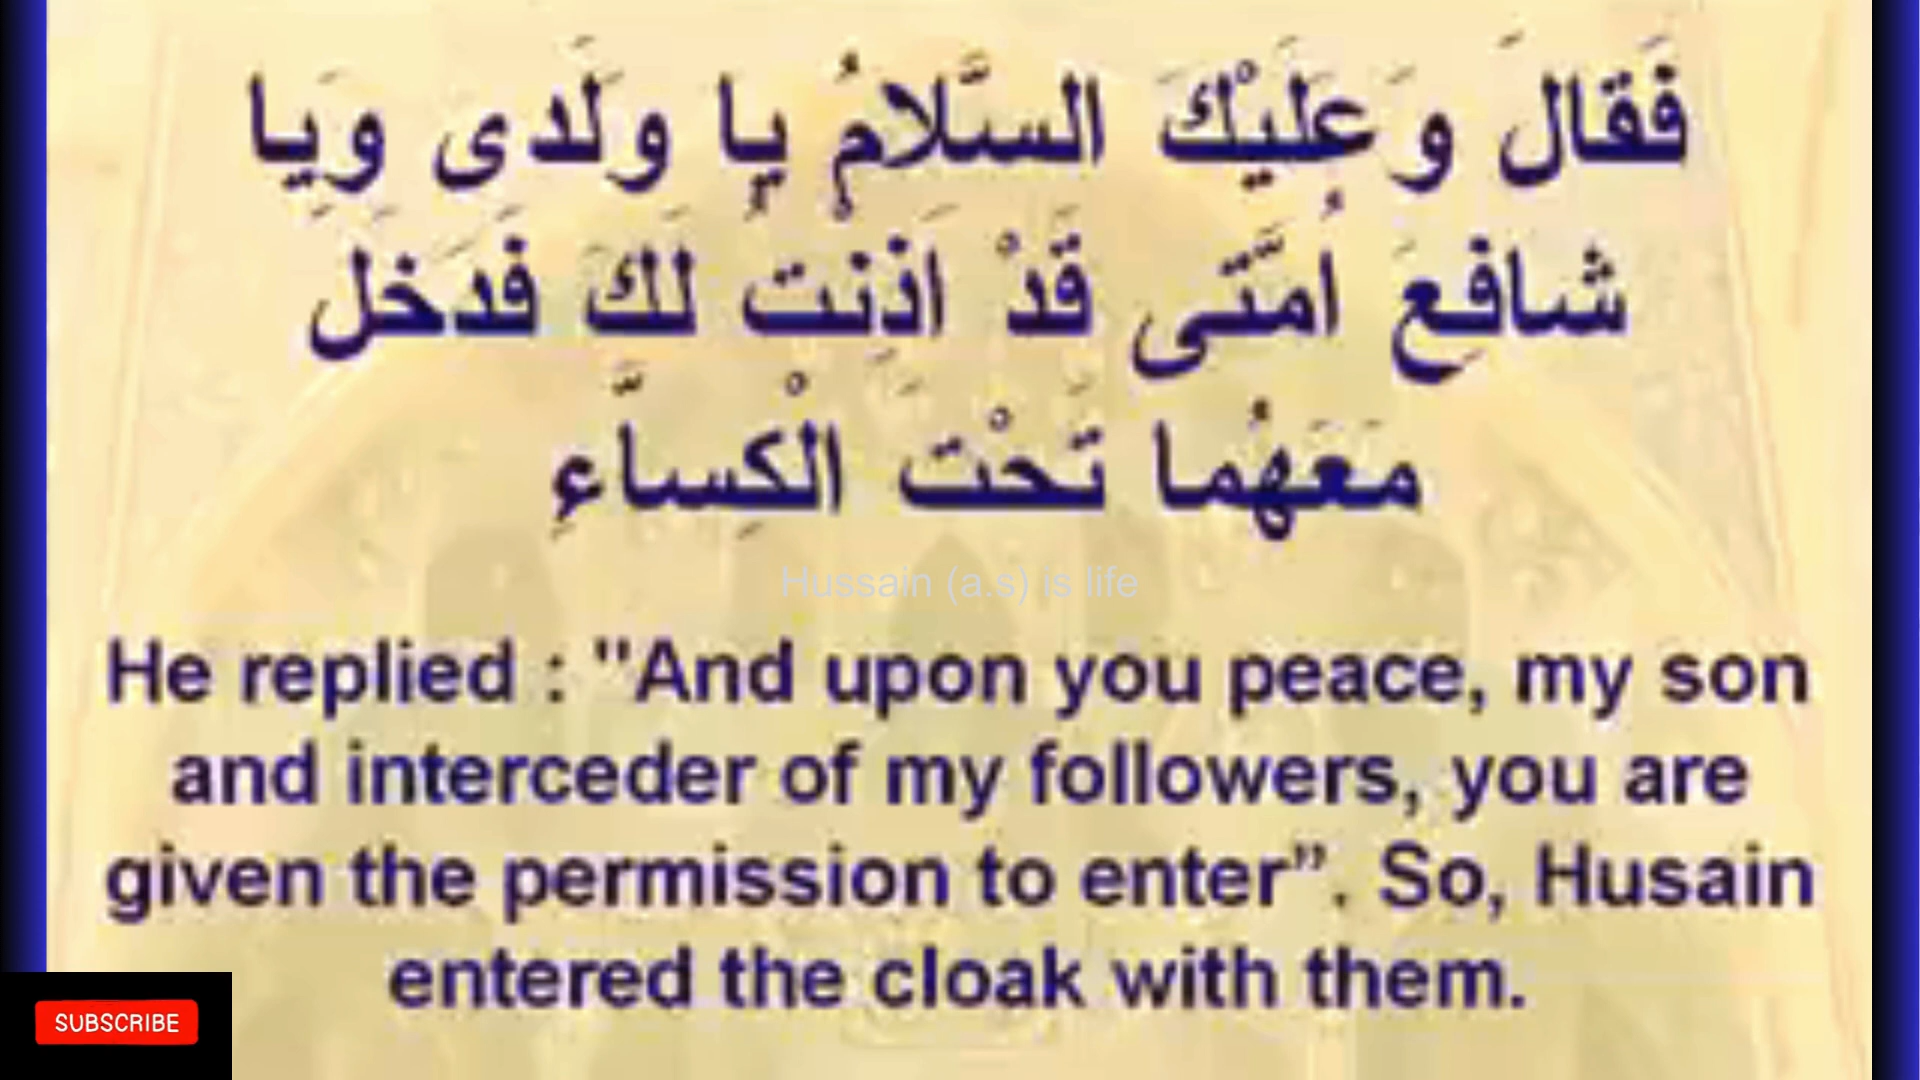 فَقالَ وَعَلَيْكَ السَّلامُ يا وَلَدى وَيا
شافِعَ اُمَّتى قَدْ اَذِنْتُ لَكَ فَدَخَلَ
مَعَهُما تَحْتَ الْكِساَّءِ
Hussain (a.s) is life
He replied : "And upon you peace, my son
and interceder of my followers, you are
given the permission to enter”. So, Husain
entered the cloak with them.
SUBSCRIBE